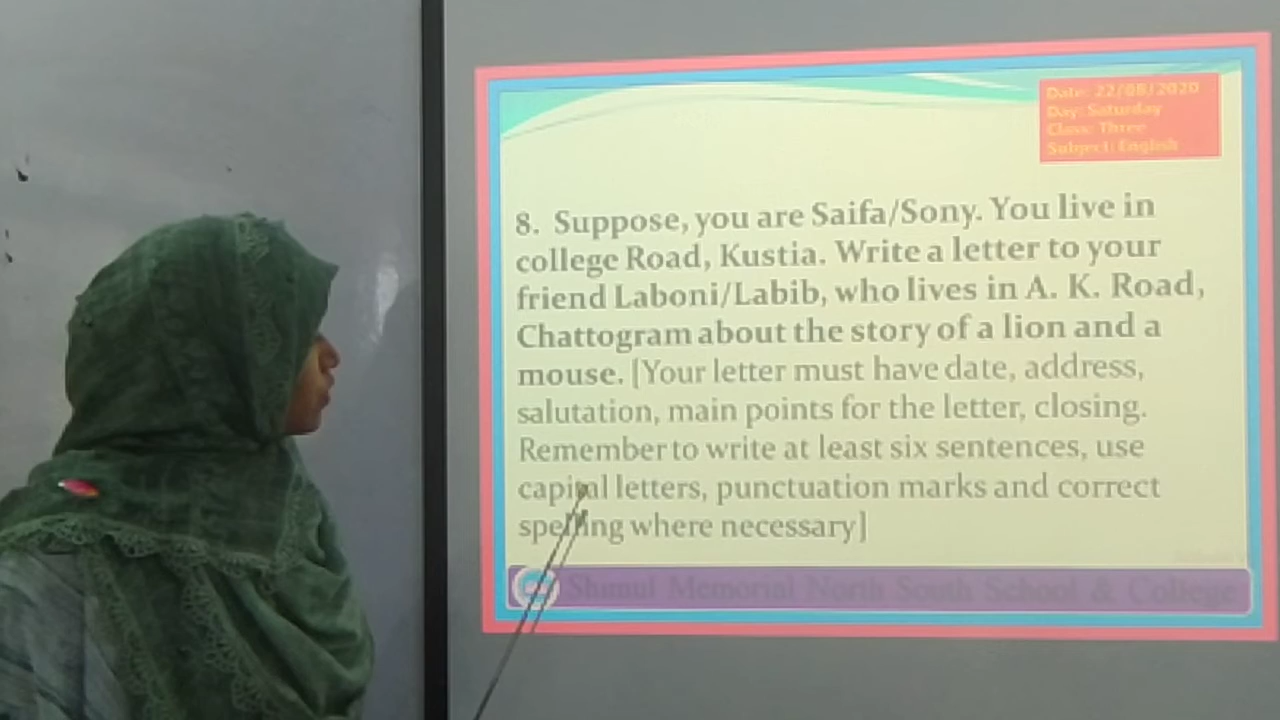 Date: 22/08/2020
Day: Saturday
Class: Three
Subject: English
8. Suppose, you are Saifa/Sony. You live in
college Road, Kustia. Write a letter to your
friend Laboni/Labib, who lives in A. K. Road,
Chattogram about the story of a lion and a
mouse. [Your letter must have date, address,
salutation, main points for the letter, closing.
Remember to write at least six sentences, use
capital letters, punctuation marks and correct
spelling where necessary]
Shimul Memorial North South School & College